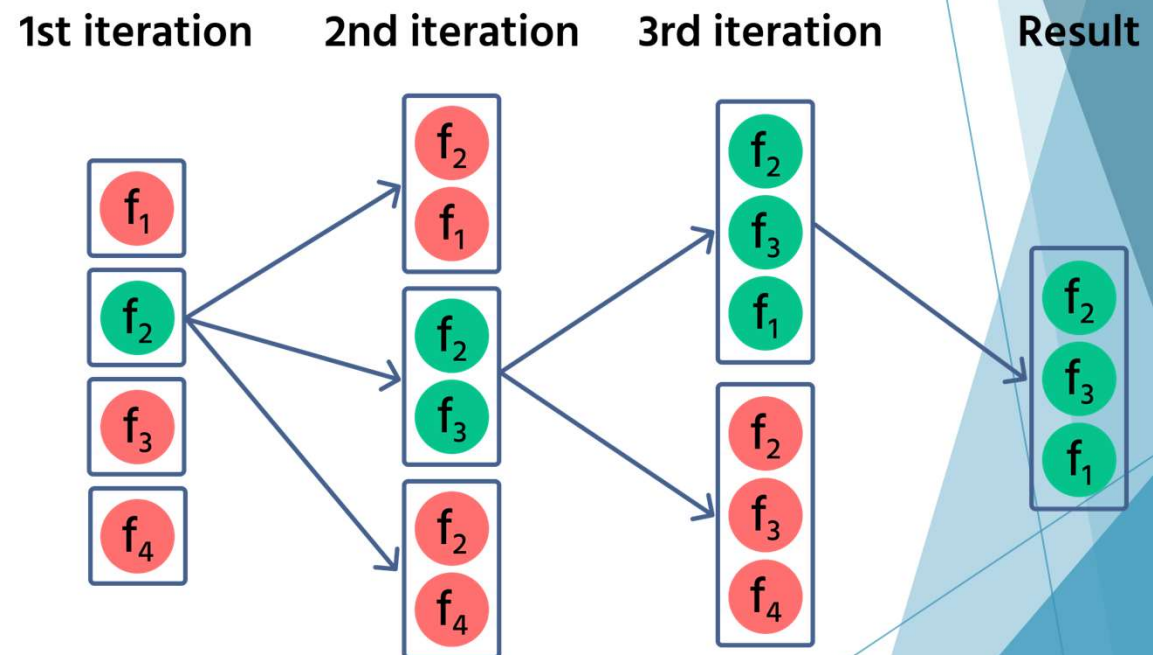 1st iteration
2nd iteration
3rd iteration
Result
f₁
f₂
f₃
f₄
f₂
f₁
f₂
f₃
f₂
f₄
f₂
f₃
f₁
f₂
f₃
f₄
f₂
f₃
f₁